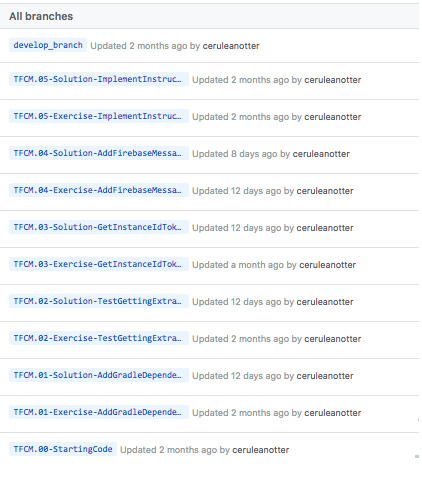 All branches
develop_branch Updated 2 months ago by ceruleanotter
TFCM.05-Solution-ImplementInstruc… Updated 2 months ago by ceruleanotter
TFCM.05-Exercise-ImplementInstruc… Updated 2 months ago by ceruleanotter
TFCM.04-Solution-AddFirebaseMessa… Updated 8 days ago by ceruleanotter
TFCM.04-Exercise-AddFirebaseMessa… Updated 12 days ago by ceruleanotter
TFCM.03-Solution-GetInstanceIdTok… Updated 12 days ago by ceruleanotter
TFCM.03-Exercise-GetInstanceIdTok… Updated a month ago by ceruleanotter
TFCM.02-Solution-TestGettingExtra… Updated 12 days ago by ceruleanotter
TFCM.02-Exercise-TestGettingExtra… Updated 2 months ago by ceruleanotter
TFCM.01-Solution-AddGradleDepende… Updated 12 days ago by ceruleanotter
TFCM.01-Exercise-AddGradleDepende… Updated 2 months ago by ceruleanotter
TFCM.00-StartingCode Updated 2 months ago by ceruleanotter